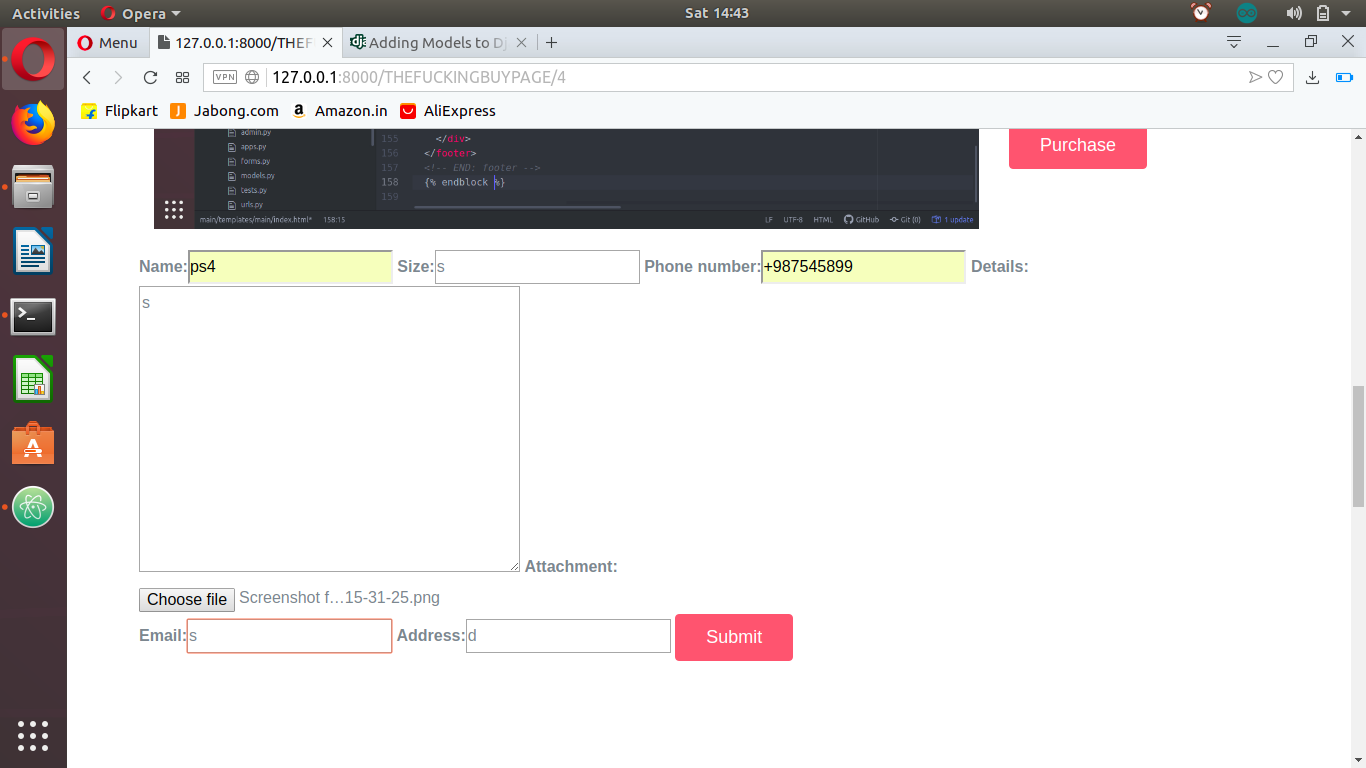 Activities Opera Sat 14:43
Menu 127.0.0.1:8000/THEF Adding Models to Dj
VPN 127.0.0.1:8000/THEFUCKINGBUYPAGE/4
Flipkart Jabong.com Amazon.in AliExpress
admin.py 155 </div>
apps.py 156 </footer>
forms.py 157 <!-- END: footer -->
models.py 158 {% endblock %}
tests.py 159
urls.py
main/templates/main/index.html* 158:15 LF UTF-8 HTML GitHub Git (0) 1 update
Purchase
Name: ps4 Size: s Phone number: +987545899 Details:
s
Attachment:
Choose file Screenshot f...15-31-25.png
Email: s Address: d Submit